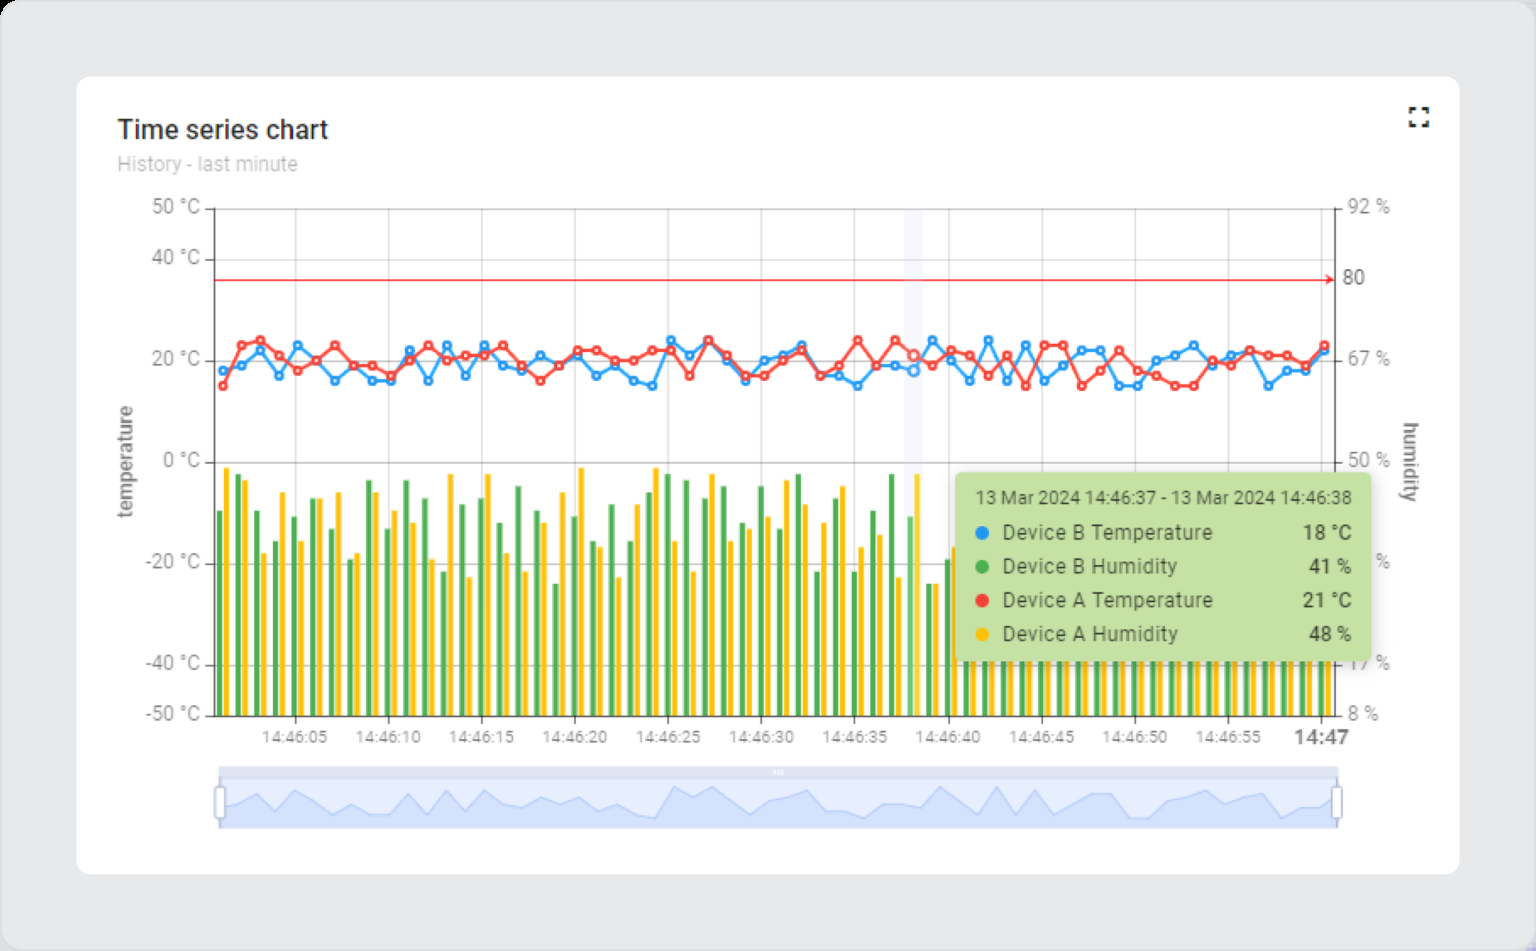 Time series chart
History - last minute
50 °C
92 %
40 °C
80
20 °C
67 %
temperature
humidity
0 °C
50 %
13 Mar 2024 14:46:37 - 13 Mar 2024 14:46:38
Device B Temperature 18 °C
Device B Humidity 41 %
Device A Temperature 21 °C
Device A Humidity 48 %
-20 °C
%
-40 °C
17 %
-50 °C
8 %
14:46:05 14:46:10 14:46:15 14:46:20 14:46:25 14:46:30 14:46:35 14:46:40 14:46:45 14:46:50 14:46:55 14:47